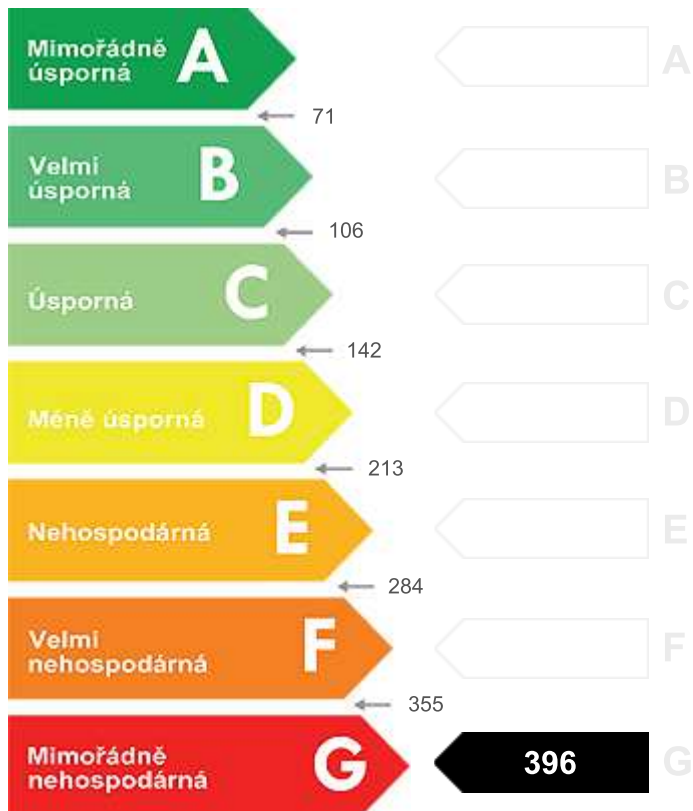 Mimořádně
úsporná
A
A
71
Velmi
úsporná
B
B
106
Úsporná
C
C
142
Méně úsporná
D
D
213
Nehospodárná
E
E
284
Velmi
nehospodárná
F
F
355
Mimořádně
nehospodárná
G
396
G